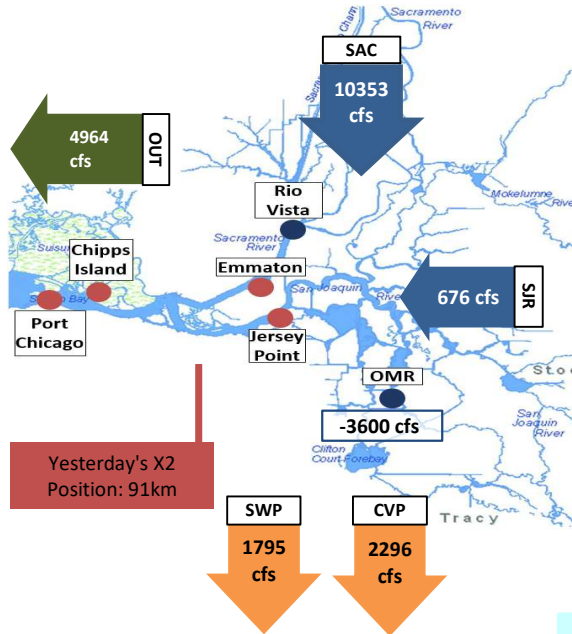 Sacramento
River
SAC
Sacramento River
10353
cfs
4964
cfs
OUT
Mokelumne
River
Rio
Vista
Sacramento
River
Chipps
Island
Emmaton
San Joaquin
River
676 cfs
SJR
Port
Chicago
Jersey
Point
OMR
-3600 cfs
San
Joaquin
River
Clifton
Court Forebay
Yesterday's X2
Position: 91km
Tracy
SWP
CVP
1795
cfs
2296
cfs